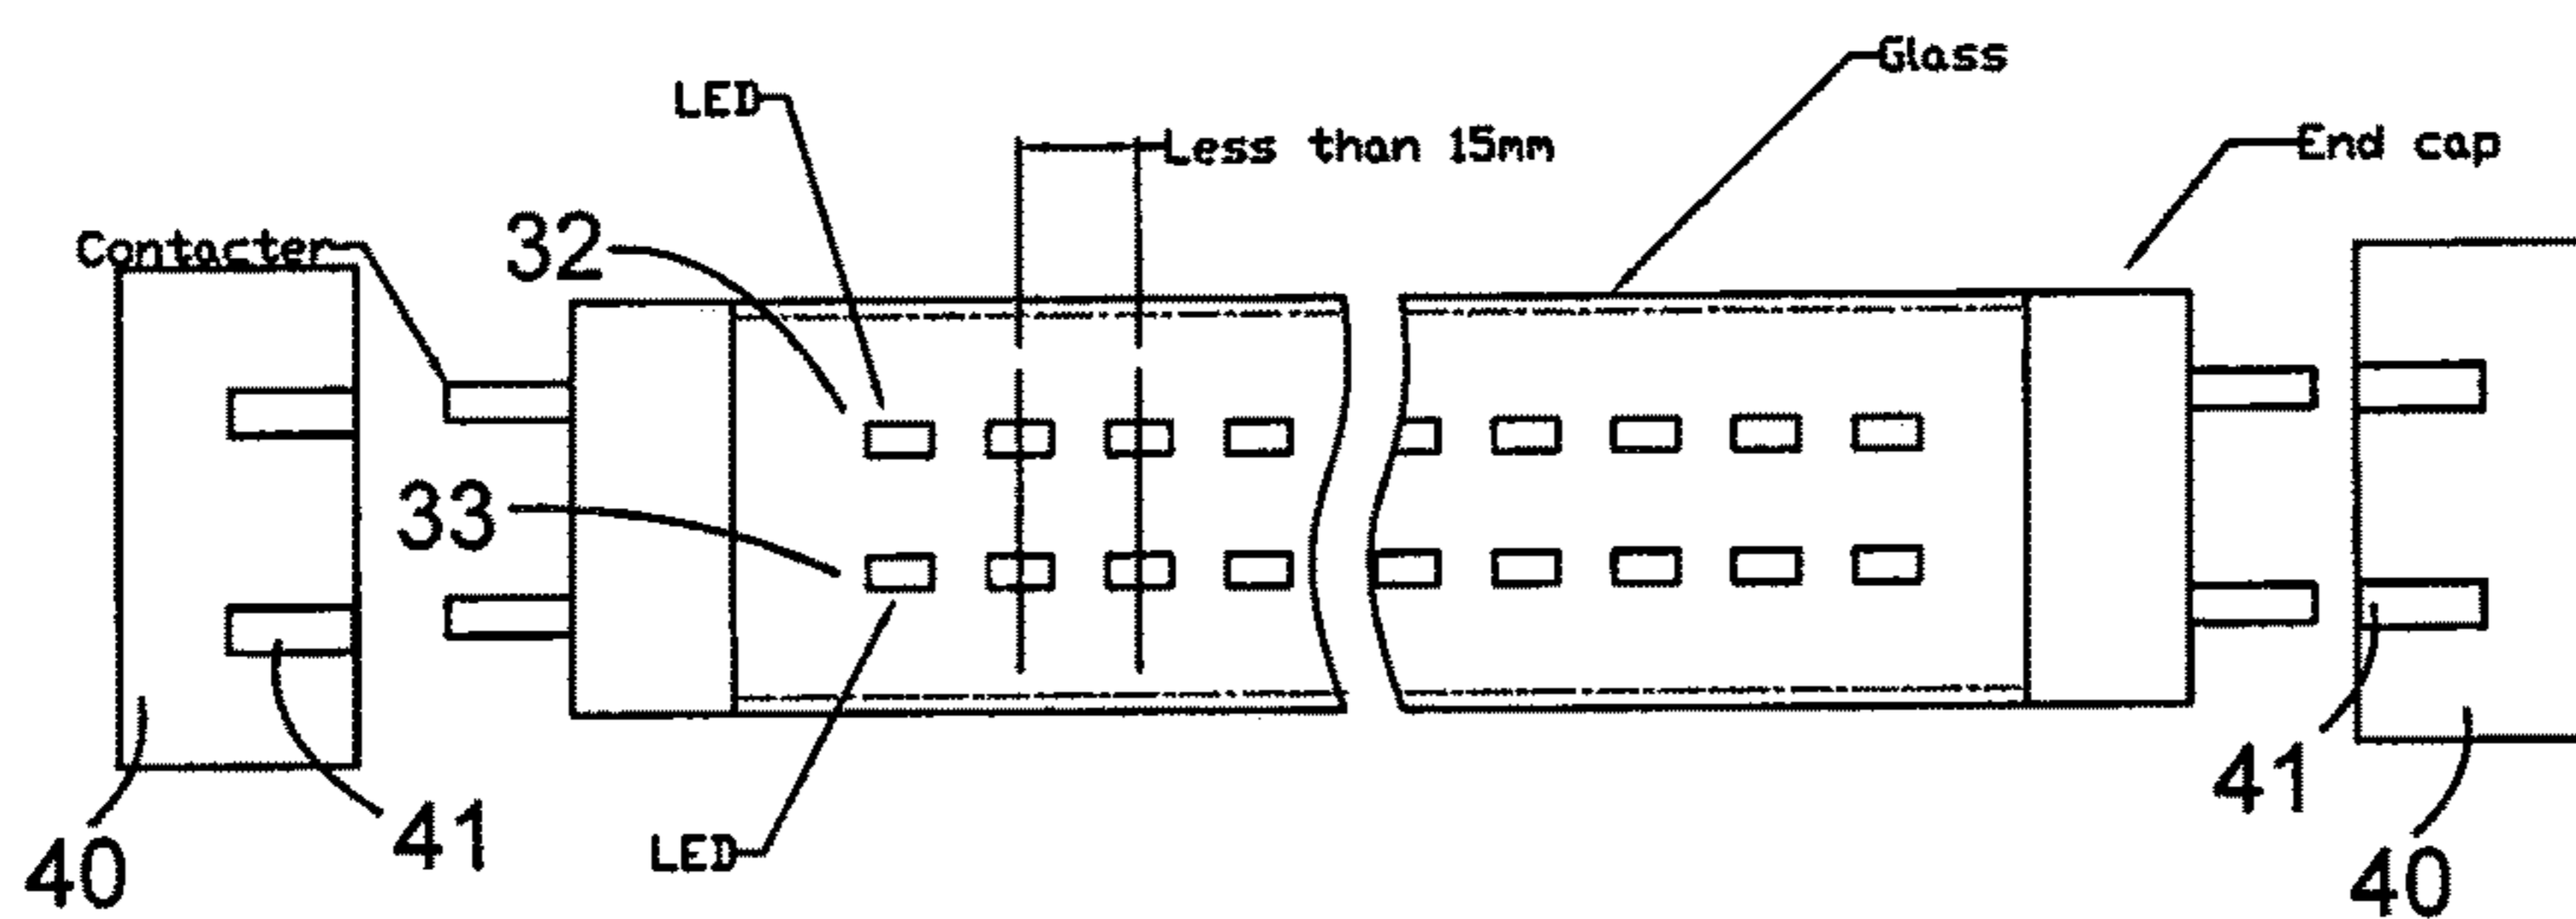 Glass
LED
Less than 15mm
End cap
Contacter
32
33
41
41
LED
40
40